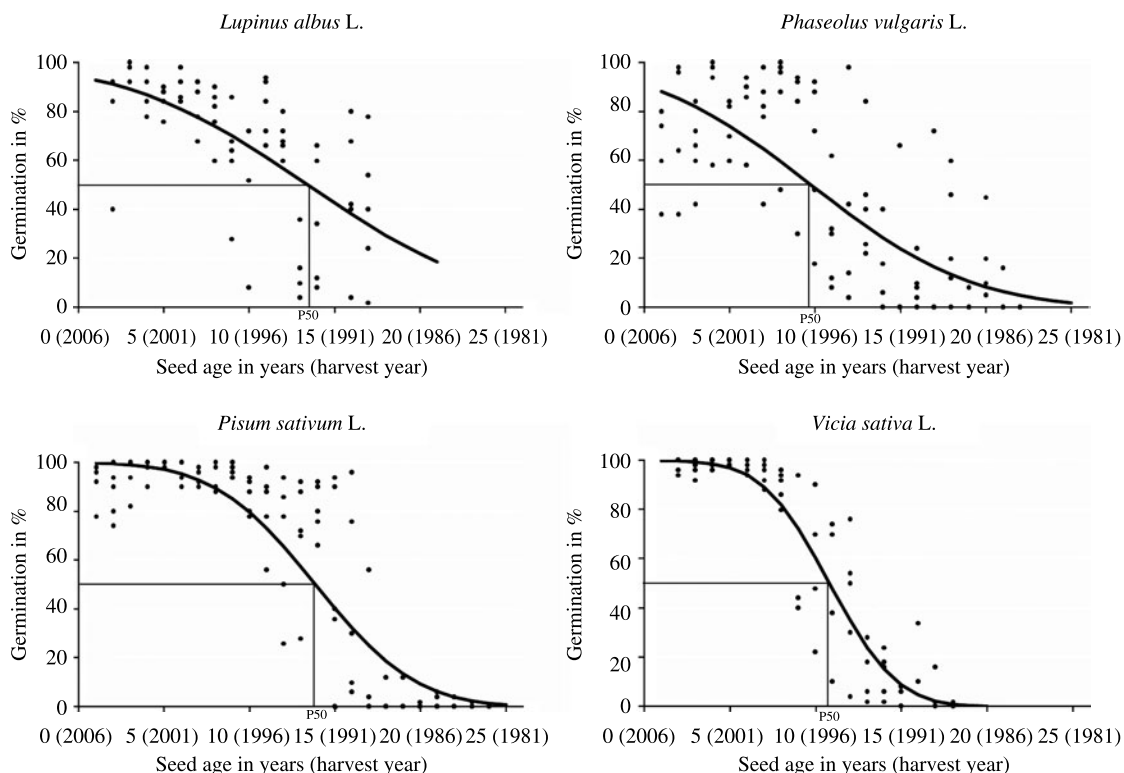 Lupinus albus L.
100
80
60
40
20
0
Germination in %
P50
0 (2006) 5 (2001) 10 (1996) 15 (1991) 20 (1986) 25 (1981)
Seed age in years (harvest year)
Phaseolus vulgaris L.
100
80
60
40
20
0
Germination in %
P50
0 (2006) 5 (2001) 10 (1996) 15 (1991) 20 (1986) 25 (1981)
Seed age in years (harvest year)
Pisum sativum L.
100
80
60
40
20
0
Germination in %
P50
0 (2006) 5 (2001) 10 (1996) 15 (1991) 20 (1986) 25 (1981)
Seed age in years (harvest year)
Vicia sativa L.
100
80
60
40
20
0
Germination in %
P50
0 (2006) 5 (2001) 10 (1996) 15 (1991) 20 (1986) 25 (1981)
Seed age in years (harvest year)